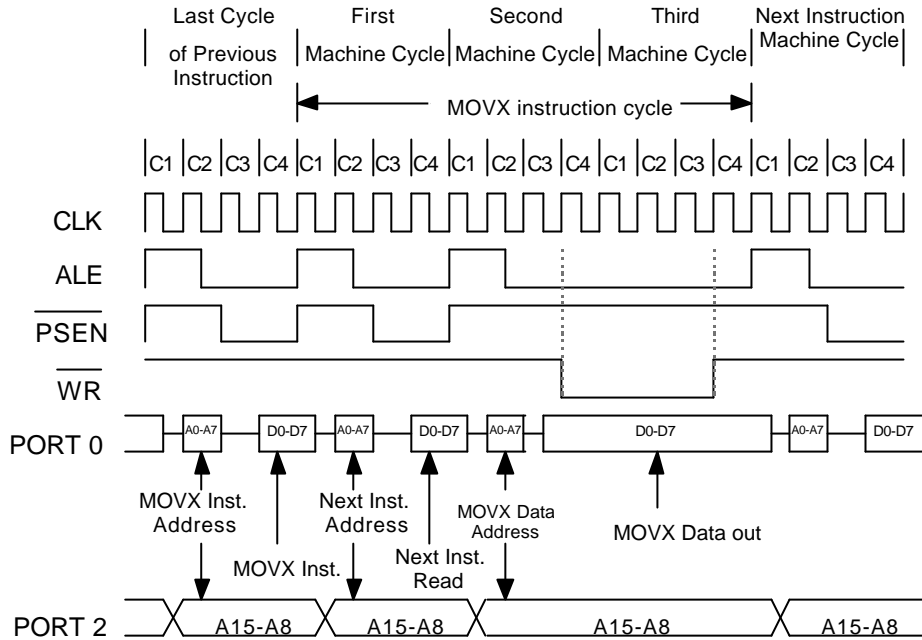 Last Cycle First Second Third Next Instruction
of Previous Machine Cycle Machine Cycle Machine Cycle Machine Cycle
Instruction
MOVX instruction cycle
C1 C2 C3 C4 C1 C2 C3 C4 C1 C2 C3 C4 C1 C2 C3 C4 C1 C2 C3 C4
CLK
ALE
PSEN
WR
PORT 0 A0-A7 D0-D7 A0-A7 D0-D7 A0-A7 D0-D7 A0-A7 D0-D7
MOVX Inst.
Address
MOVX Inst.
Next Inst.
Address
Next Inst.
Read
MOVX Data
Address
MOVX Data out
PORT 2 A15-A8 A15-A8 A15-A8 A15-A8